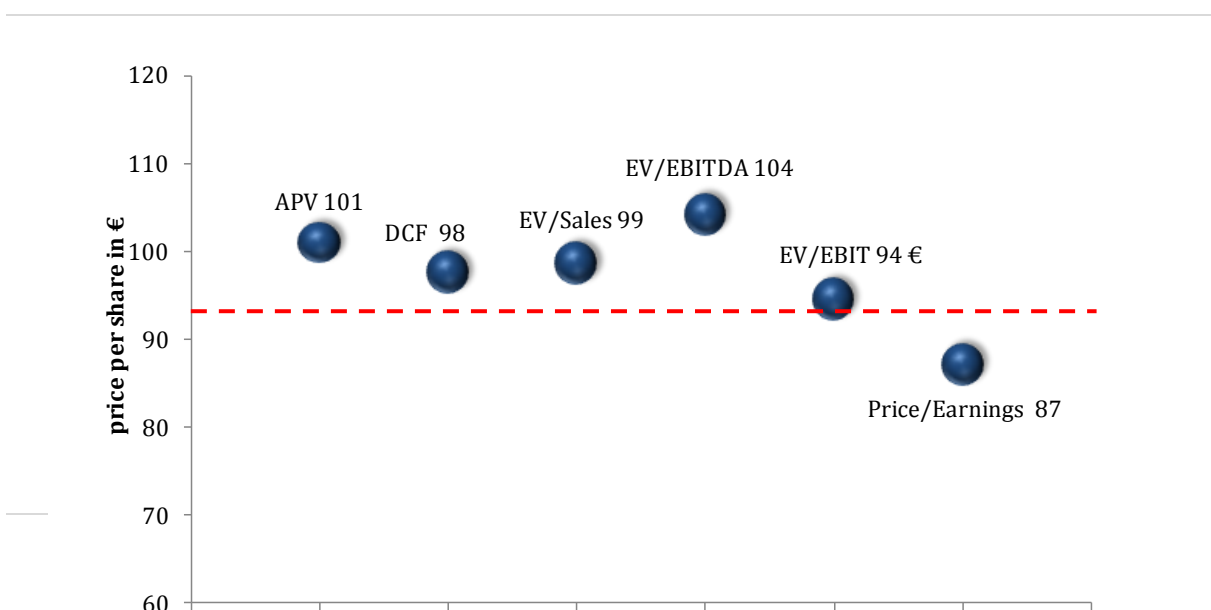 120
110
EV/EBITDA 104
APV 101
EV/Sales 99
DCF  98
100
EV/EBIT 94 €
90
Price/Earnings  87
80
70
60
price per share in €